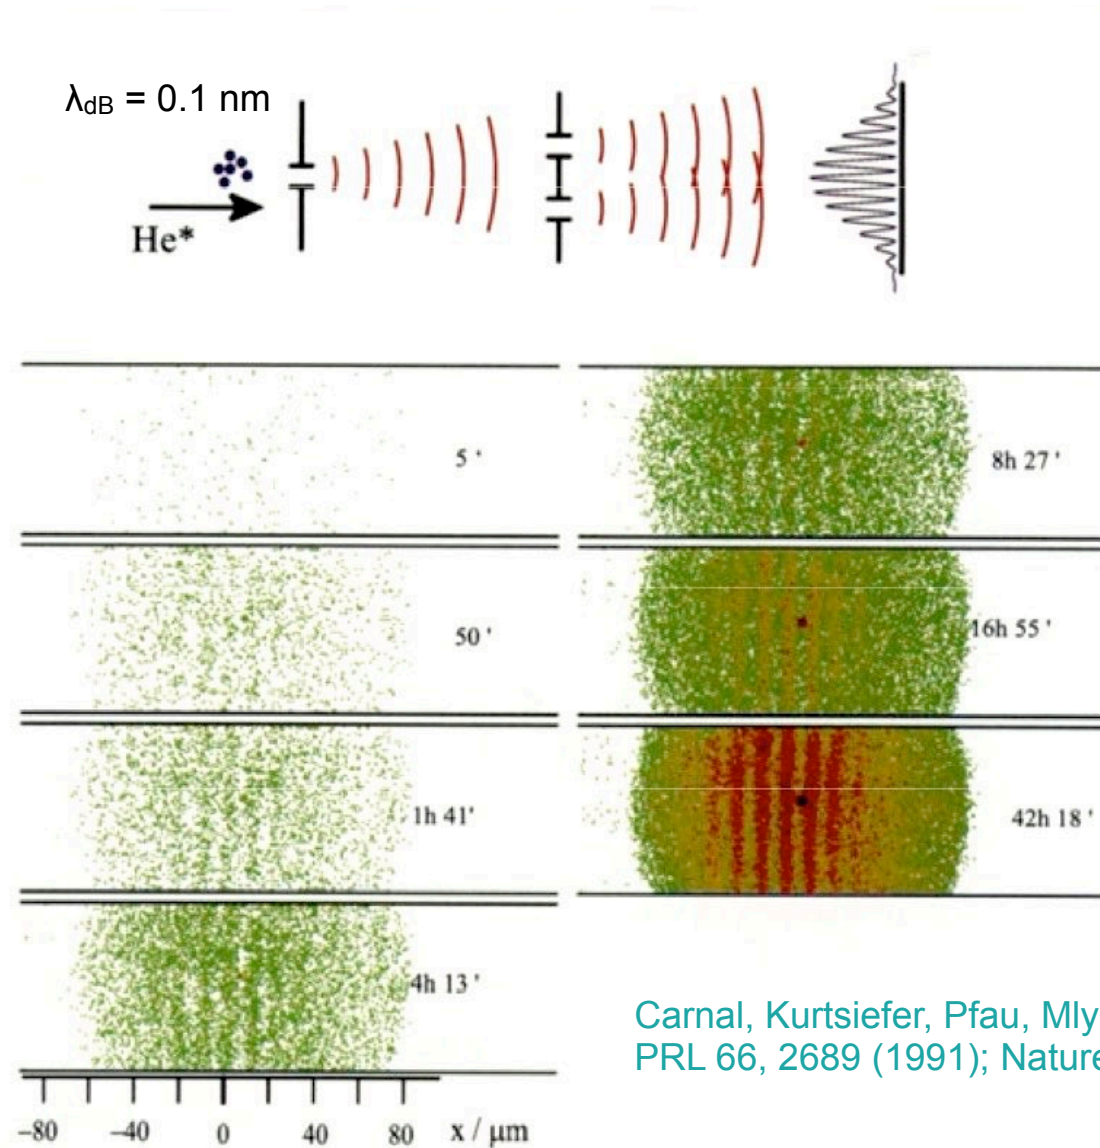 λdB = 0.1 nm
He*
5 '
50 '
1h 41'
4h 13 '
-80 -40 0 40 80 x / μm
8h 27 '
16h 55 '
42h 18 '
Carnal, Kurtsiefer, Pfau, Mly
PRL 66, 2689 (1991); Nature